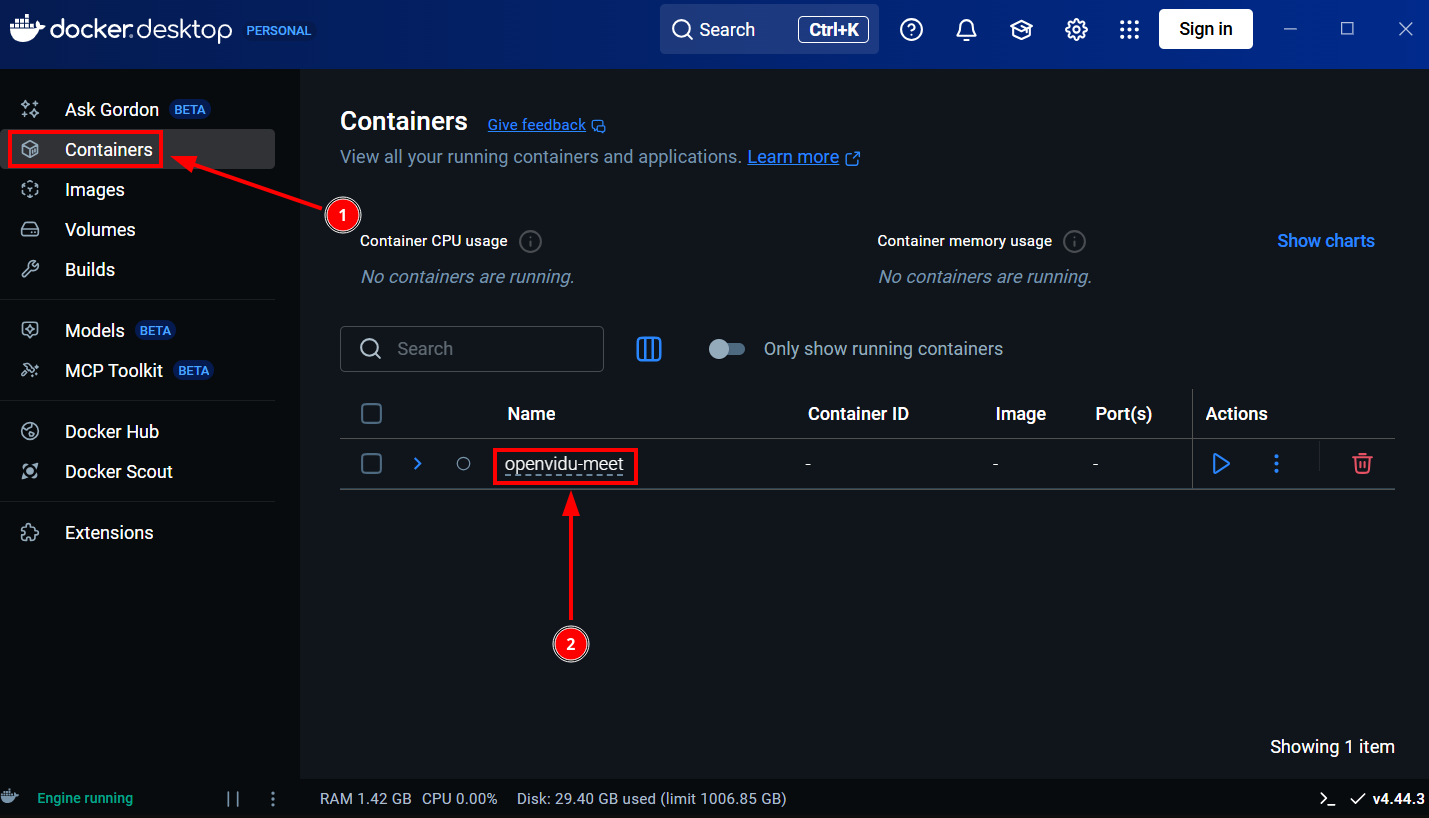 docker.desktop PERSONAL Search Ctrl+K Sign in
Ask Gordon BETA
Containers
Images
Volumes
Builds
Models BETA
MCP Toolkit BETA
Docker Hub
Docker Scout
Extensions
Containers Give feedback
View all your running containers and applications. Learn more
1
Container CPU usage Container memory usage Show charts
No containers are running. No containers are running.
Search Only show running containers
Name Container ID Image Port(s) Actions
openvidu-meet - - -
2
Showing 1 item
Engine running RAM 1.42 GB CPU 0.00% Disk: 29.40 GB used (limit 1006.85 GB) v4.44.3